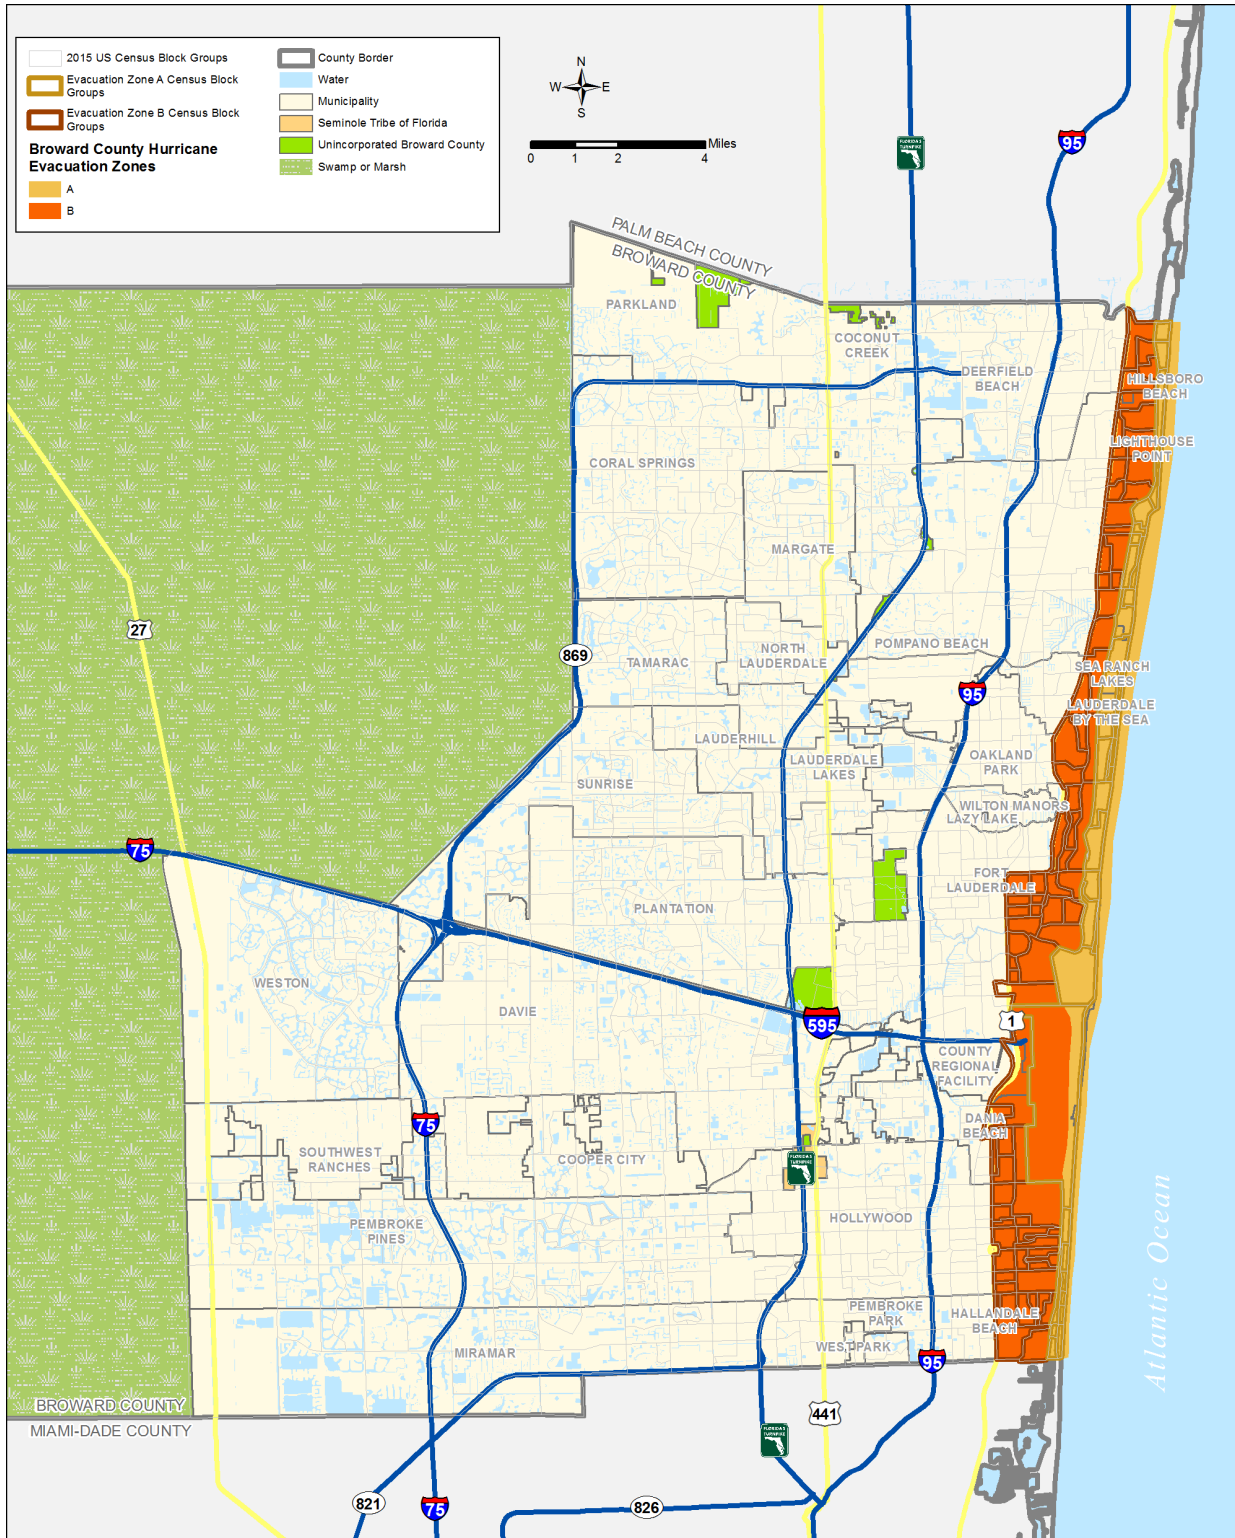 2015 US Census Block Groups
Evacuation Zone A Census Block
Groups
Evacuation Zone B Census Block
Groups
Broward County Hurricane
Evacuation Zones
A
B
County Border
Water
Municipality
Seminole Tribe of Florida
Unincorporated Broward County
Swamp or Marsh
N
W E
S
Miles
0 1 2 4
FLORIDA'S
TURNPIKE
95
PALM BEACH COUNTY
BROWARD COUNTY
PARKLAND
COCONUT
CREEK
DEERFIELD
BEACH
HILLSBORO
BEACH
LIGHTHOUSE
POINT
CORAL SPRINGS
MARGATE
27
869
TAMARAC
NORTH
LAUDERDALE
POMPANO BEACH
SEA RANCH
LAKES
95
LAUDERDALE
BY THE SEA
LAUDERHILL
LAUDERDALE
LAKES
OAKLAND
PARK
SUNRISE
WILTON MANORS
LAZY LAKE
75
FORT
LAUDERDALE
PLANTATION
WESTON
DAVIE
595
1
COUNTY
REGIONAL
FACILITY
75
DANIA
BEACH
SOUTHWEST
RANCHES
COOPER CITY
FLORIDA'S
TURNPIKE
PEMBROKE
PINES
HOLLYWOOD
Atlantic Ocean
PEMBROKE
PARK
HALLANDALE
BEACH
MIRAMAR
WEST PARK
95
BROWARD COUNTY
MIAMI-DADE COUNTY
441
FLORIDA'S
TURNPIKE
821
75
826